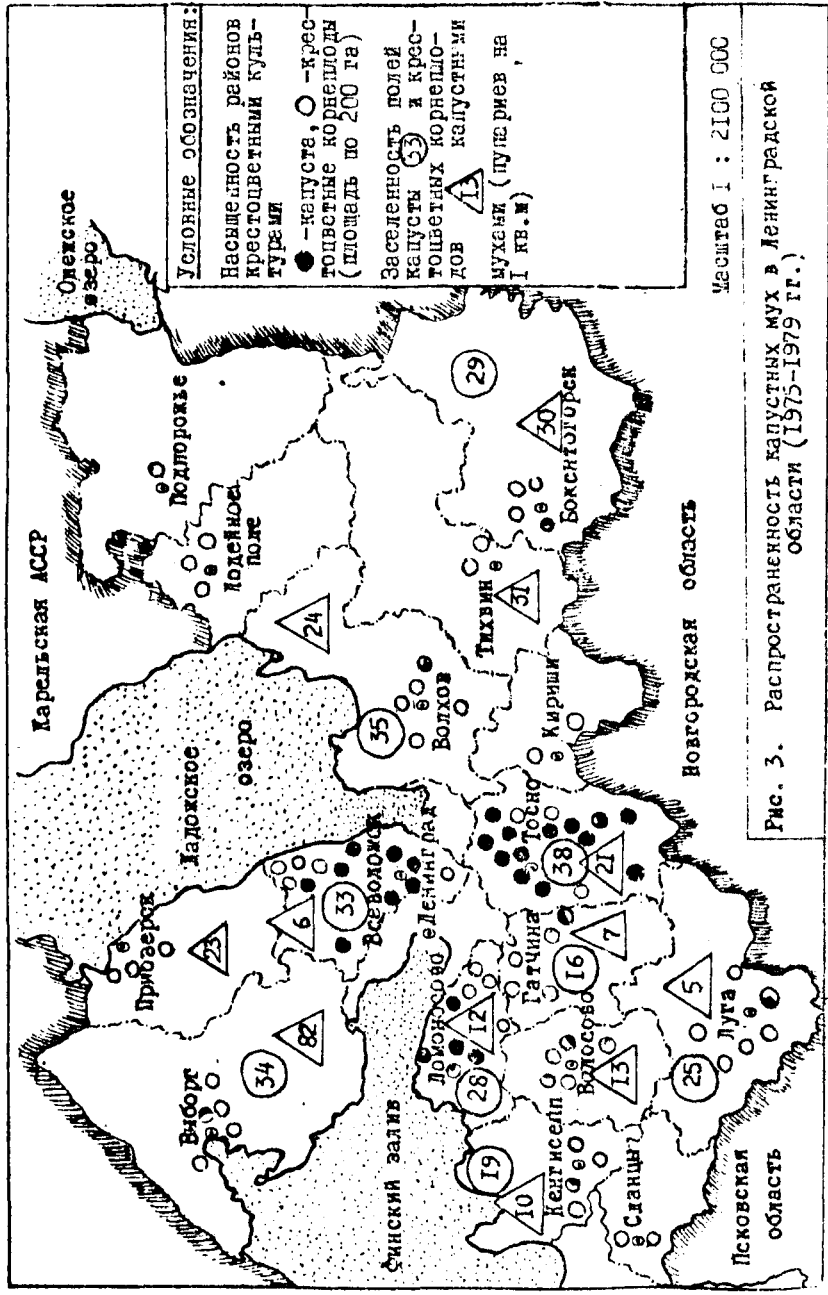 Карельская АССР
Онежское
озеро
Условные обозначения:
Насыщенность районов
крестоцветными куль-
турами
-капуста, -крес-
тоцветные корнеплоды
(площадь по 200 га)
Заселенность полей
капусты 33 и крес-
тоцветных корнепло-
дов 13 капустными
мухами (пупариев на
I кв.м)
Подпорожье
Лодейное
поле
Ладожское
озеро
24
Приозерск
23
Выборг
34
82
6
33
Всеволожск
Ленинград
35
Волхов
29
30
Бокситогорск
Тихвин
31
Кириши
Финский залив
Ломоносово
12
28
Тосно
38
21
Гатчина
16
7
19
10
Кингисепп
Волосово
13
Сланцы
5
25
Луга
Псковская
область
Новгородская область
Масштаб I : 2100 000
Рис. 3. Распространенность капустных мух в Ленинградской
области (1975-1979 гг.)